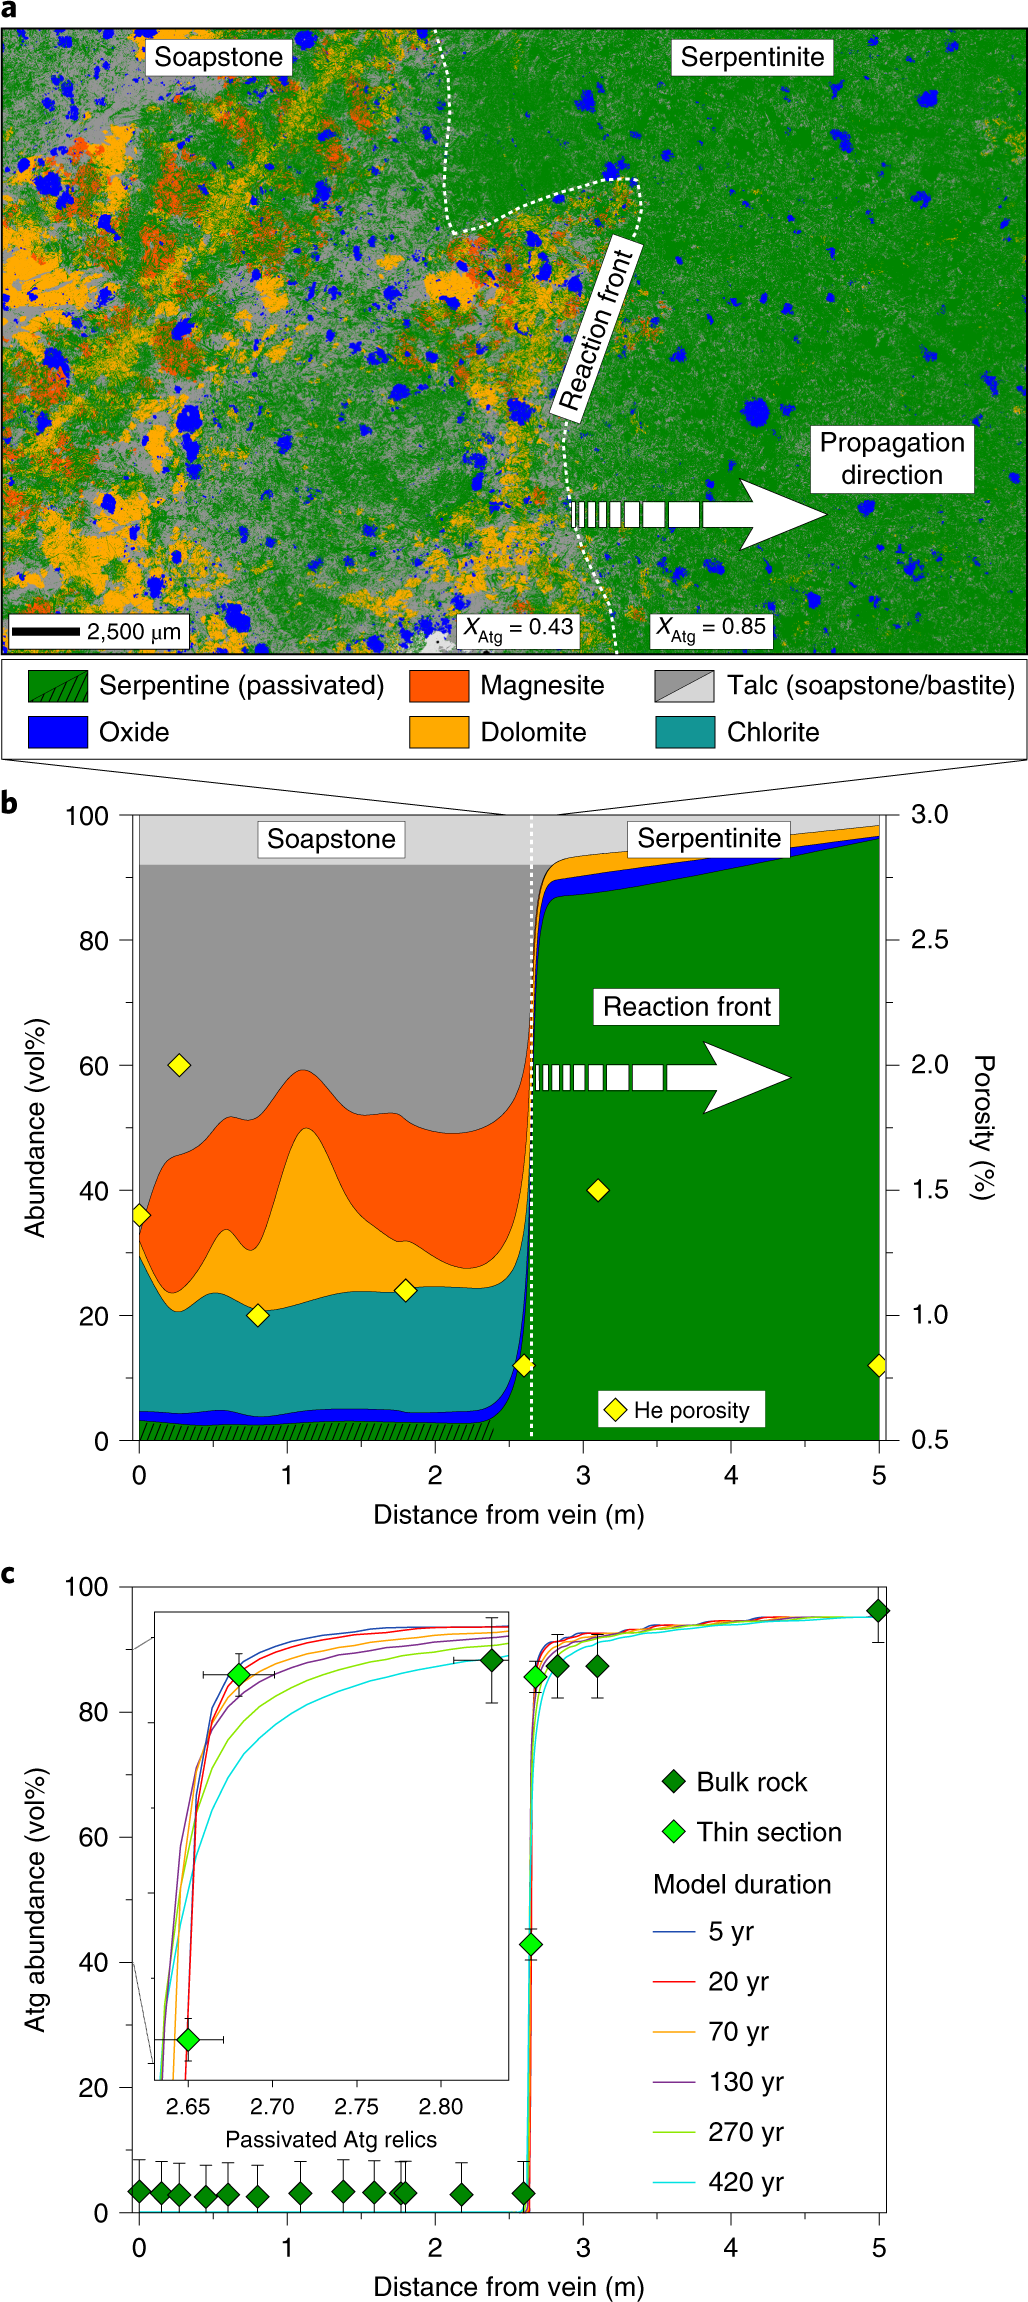 a
Soapstone
Serpentinite
Reaction front
Propagation
direction
2,500 μm
XAtg = 0.43
XAtg = 0.85
Serpentine (passivated)
Magnesite
Talc (soapstone/bastite)
Oxide
Dolomite
Chlorite
b
100
80
60
40
20
0
Abundance (vol%)
3.0
2.5
2.0
1.5
1.0
0.5
Porosity (%)
Soapstone
Serpentinite
Reaction front
He porosity
0 1 2 3 4 5
Distance from vein (m)
c
100
80
60
40
20
0
Atg abundance (vol%)
2.65 2.70 2.75 2.80
Passivated Atg relics
Bulk rock
Thin section
Model duration
5 yr
20 yr
70 yr
130 yr
270 yr
420 yr
0 1 2 3 4 5
Distance from vein (m)